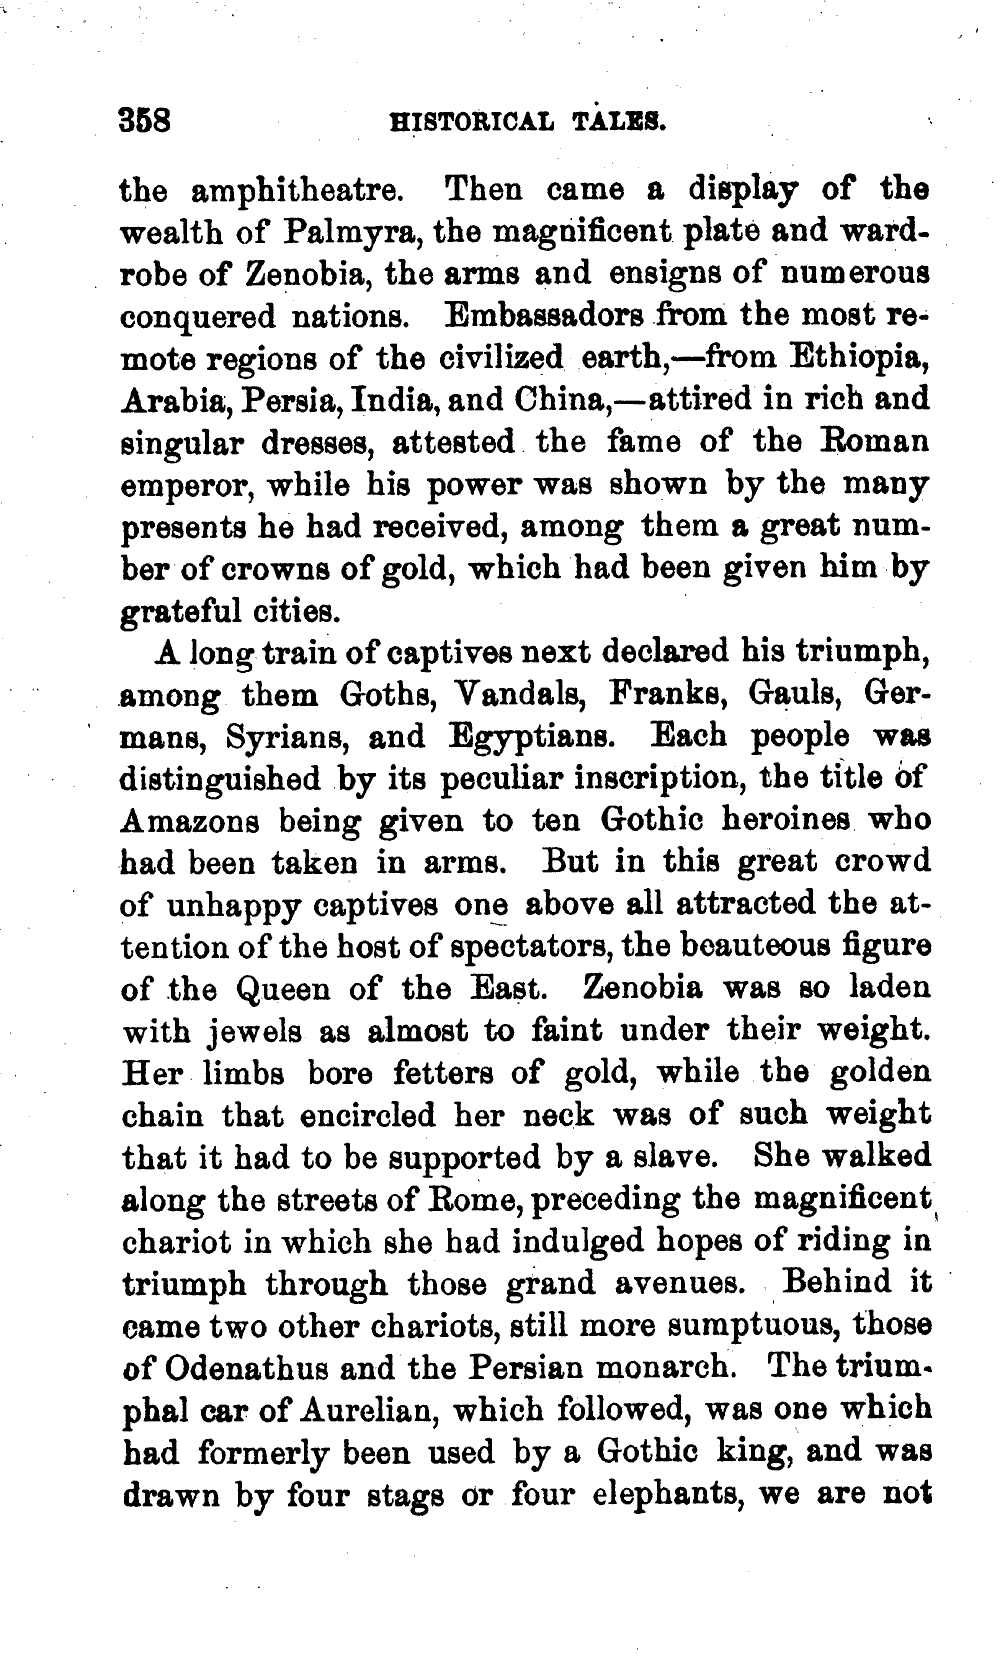 358 HISTORICAL TALES.
the amphitheatre. Then came a display of the
wealth of Palmyra, the magnificent plate and ward-
robe of Zenobia, the arms and ensigns of numerous
conquered nations. Embassadors from the most re-
mote regions of the civilized earth,—from Ethiopia,
Arabia, Persia, India, and China,—attired in rich and
singular dresses, attested the fame of the Roman
emperor, while his power was shown by the many
presents he had received, among them a great num-
ber of crowns of gold, which had been given him by
grateful cities.
A long train of captives next declared his triumph,
among them Goths, Vandals, Franks, Gauls, Ger-
mans, Syrians, and Egyptians. Each people was
distinguished by its peculiar inscription, the title of
Amazons being given to ten Gothic heroines who
had been taken in arms. But in this great crowd
of unhappy captives one above all attracted the at-
tention of the host of spectators, the beauteous figure
of the Queen of the East. Zenobia was so laden
with jewels as almost to faint under their weight.
Her limbs bore fetters of gold, while the golden
chain that encircled her neck was of such weight
that it had to be supported by a slave. She walked
along the streets of Rome, preceding the magnificent
chariot in which she had indulged hopes of riding in
triumph through those grand avenues. Behind it
came two other chariots, still more sumptuous, those
of Odenathus and the Persian monarch. The trium-
phal car of Aurelian, which followed, was one which
had formerly been used by a Gothic king, and was
drawn by four stags or four elephants, we are not